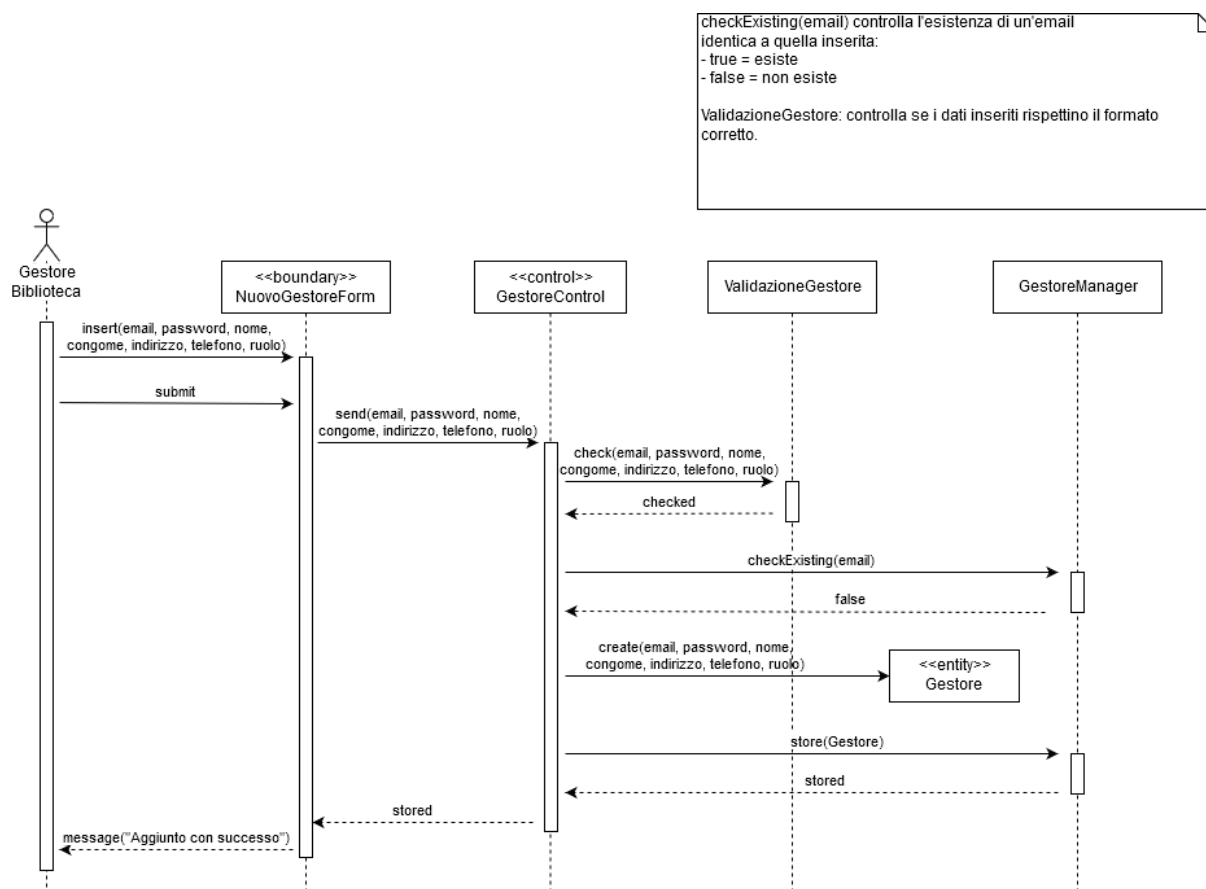 checkExisting(email) controlla l'esistenza di un'email
identica a quella inserita:
- true = esiste
- false = non esiste
ValidazioneGestore: controlla se i dati inseriti rispettino il formato
corretto.
Gestore
Biblioteca
<<boundary>>
NuovoGestoreForm
<<control>>
GestoreControl
ValidazioneGestore
GestoreManager
insert(email, password, nome,
congome, indirizzo, telefono, ruolo)
submit
send(email, password, nome,
congome, indirizzo, telefono, ruolo)
check(email, password, nome,
congome, indirizzo, telefono, ruolo)
checked
checkExisting(email)
false
create(email, password, nome,
congome, indirizzo, telefono, ruolo)
<<entity>>
Gestore
store(Gestore)
stored
stored
message("Aggiunto con successo")